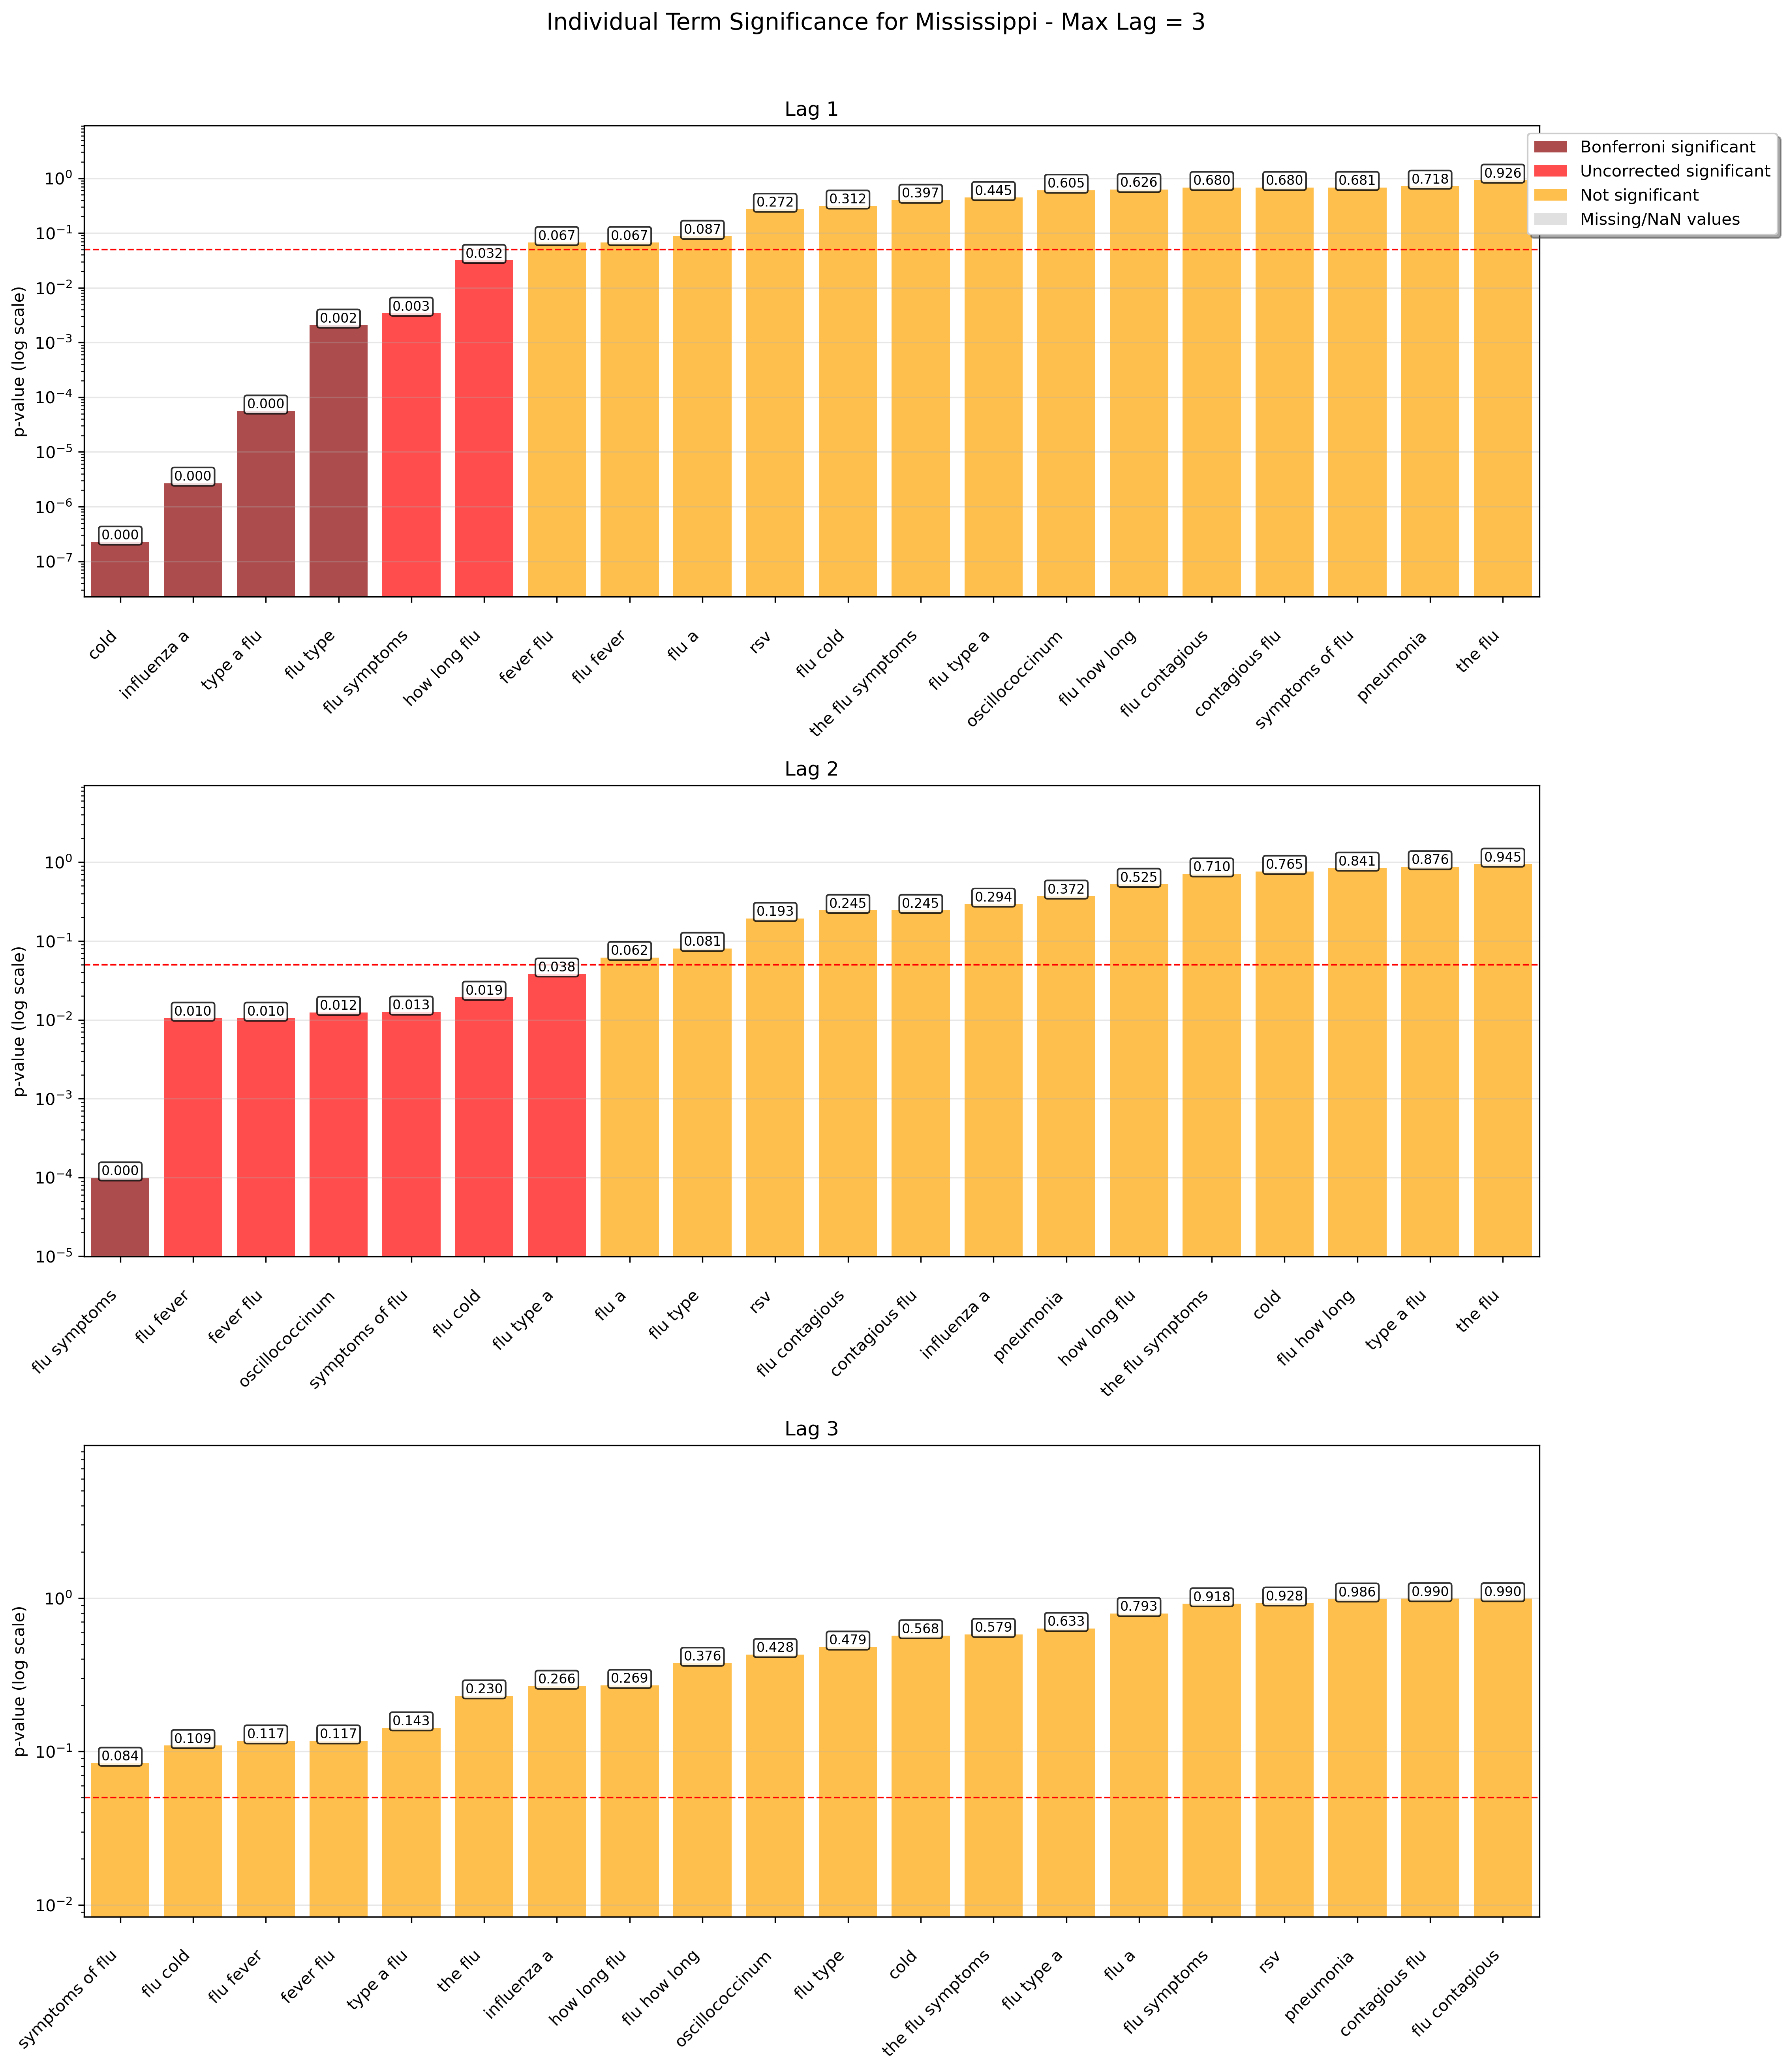 Individual Term Significance for Mississippi - Max Lag = 3
Lag 1
Bonferroni significant
Uncorrected significant
Not significant
Missing/NaN values
p-value (log scale)
10⁰
10⁻¹
10⁻²
10⁻³
10⁻⁴
10⁻⁵
10⁻⁶
10⁻⁷
0.000 0.000 0.000 0.002 0.003 0.032 0.067 0.067 0.087 0.272 0.312 0.397 0.445 0.605 0.626 0.680 0.680 0.681 0.718 0.926
cold
influenza a
type a flu
flu type
flu symptoms
how long flu
fever flu
flu fever
flu a
rsv
flu cold
the flu symptoms
flu type a
oscillococcinum
flu how long
flu contagious
contagious flu
symptoms of flu
pneumonia
the flu
Lag 2
p-value (log scale)
10⁰
10⁻¹
10⁻²
10⁻³
10⁻⁴
10⁻⁵
0.000 0.010 0.010 0.012 0.013 0.019 0.038 0.062 0.081 0.193 0.245 0.245 0.294 0.372 0.525 0.710 0.765 0.841 0.876 0.945
flu symptoms
flu fever
fever flu
oscillococcinum
symptoms of flu
flu cold
flu type a
flu a
flu type
rsv
flu contagious
contagious flu
influenza a
pneumonia
how long flu
the flu symptoms
cold
flu how long
type a flu
the flu
Lag 3
p-value (log scale)
10⁰
10⁻¹
10⁻²
0.084 0.109 0.117 0.117 0.143 0.230 0.266 0.269 0.376 0.428 0.479 0.568 0.579 0.633 0.793 0.918 0.928 0.986 0.990 0.990
symptoms of flu
flu cold
flu fever
fever flu
type a flu
the flu
influenza a
how long flu
flu how long
oscillococcinum
flu type
cold
the flu symptoms
flu type a
flu a
flu symptoms
rsv
pneumonia
contagious flu
flu contagious